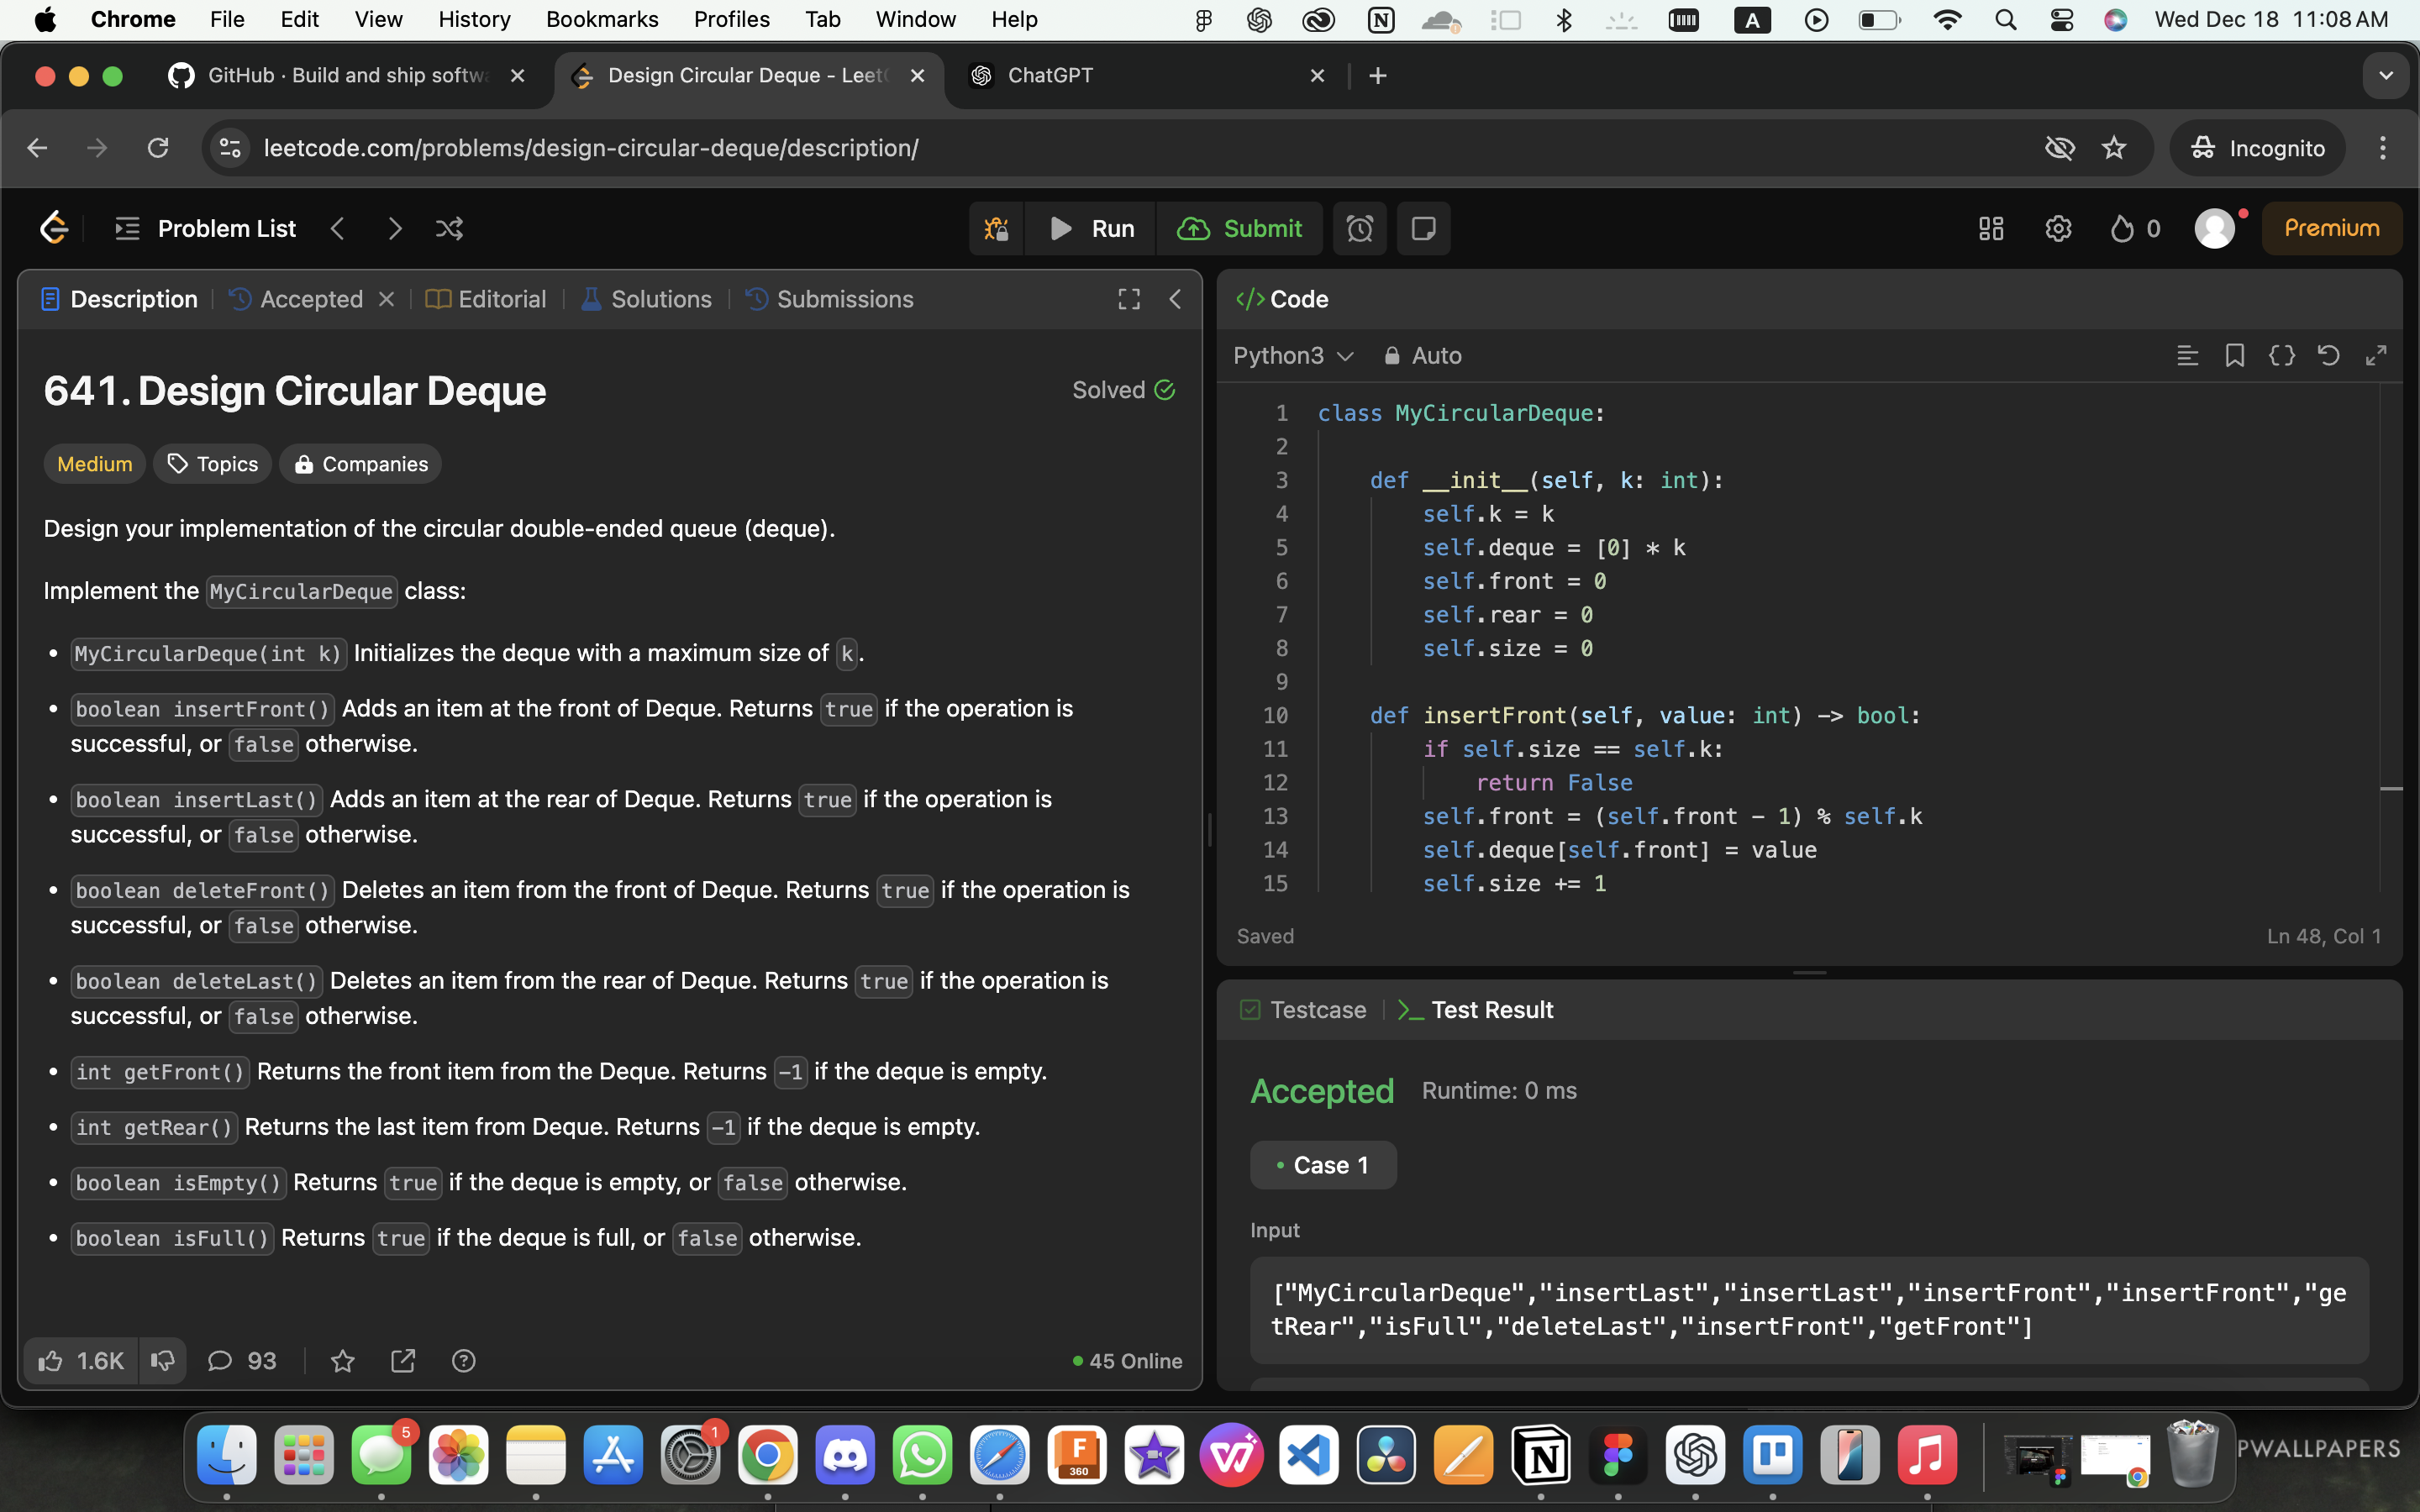 Chrome File Edit View History Bookmarks Profiles Tab Window Help A Wed Dec 18 11:08 AM
GitHub · Build and ship softw Design Circular Deque - Leet ChatGPT
leetcode.com/problems/design-circular-deque/description/ Incognito
Problem List Run Submit 0 Premium
Description Accepted Editorial Solutions Submissions
641. Design Circular Deque Solved
Medium Topics Companies
Design your implementation of the circular double-ended queue (deque).
Implement the MyCircularDeque class:
• MyCircularDeque(int k) Initializes the deque with a maximum size of k.
• boolean insertFront() Adds an item at the front of Deque. Returns true if the operation is
successful, or false otherwise.
• boolean insertLast() Adds an item at the rear of Deque. Returns true if the operation is
successful, or false otherwise.
• boolean deleteFront() Deletes an item from the front of Deque. Returns true if the operation is
successful, or false otherwise.
• boolean deleteLast() Deletes an item from the rear of Deque. Returns true if the operation is
successful, or false otherwise.
• int getFront() Returns the front item from the Deque. Returns -1 if the deque is empty.
• int getRear() Returns the last item from Deque. Returns -1 if the deque is empty.
• boolean isEmpty() Returns true if the deque is empty, or false otherwise.
• boolean isFull() Returns true if the deque is full, or false otherwise.
1.6K 93 45 Online
</> Code
Python3 Auto
1 class MyCircularDeque:
2
3 def __init__(self, k: int):
4 self.k = k
5 self.deque = [0] * k
6 self.front = 0
7 self.rear = 0
8 self.size = 0
9
10 def insertFront(self, value: int) -> bool:
11 if self.size == self.k:
12 return False
13 self.front = (self.front - 1) % self.k
14 self.deque[self.front] = value
15 self.size += 1
Saved Ln 48, Col 1
Testcase >_ Test Result
Accepted Runtime: 0 ms
• Case 1
Input
["MyCircularDeque","insertLast","insertLast","insertFront","insertFront","ge
tRear","isFull","deleteLast","insertFront","getFront"]
5 1 F 360
PWALLPAPERS